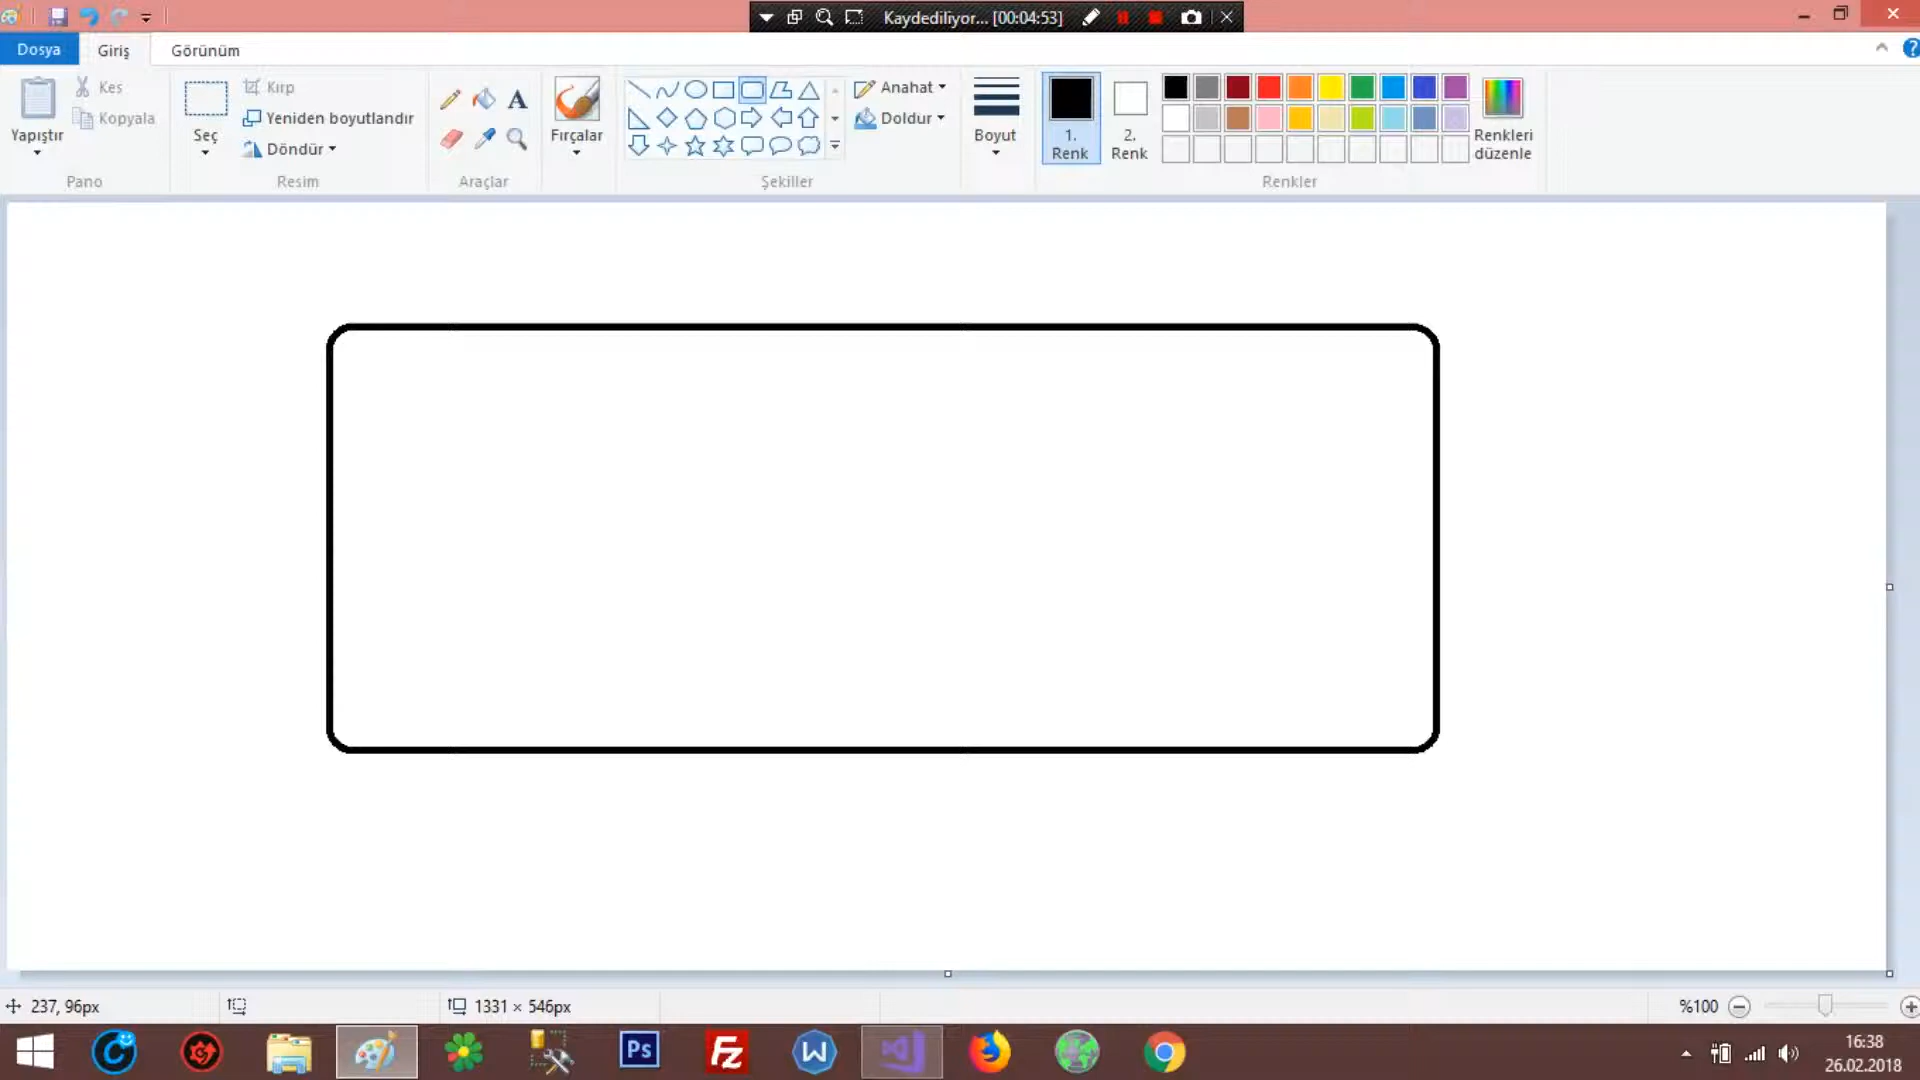 Kaydediliyor... [00:04:53]
Dosya
Giriş
Görünüm
Yapıştır
Kes
Kopyala
Pano
Seç
Kırp
Yeniden boyutlandır
Döndür
Resim
A
Araçlar
Fırçalar
Anahat
Doldur
Şekiller
Boyut
1.
Renk
2.
Renk
Renkleri
düzenle
Renkler
237, 96px
1331 × 546px
%100
Ps
Fz
W
16:38
26.02.2018